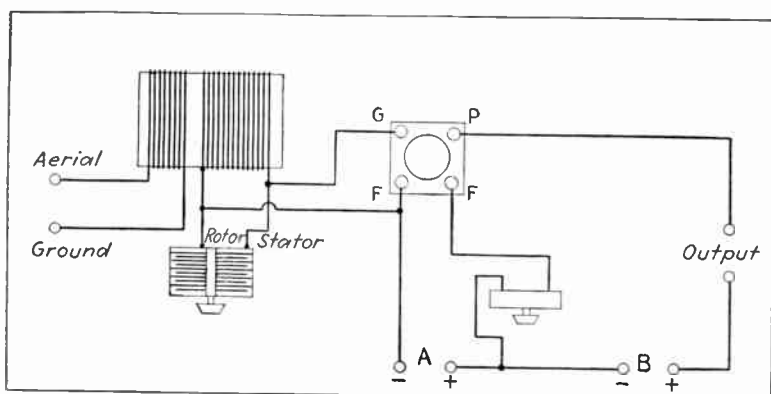 G P
Aerial
F F
Ground
Rotor Stator
Output
A B
- + - +